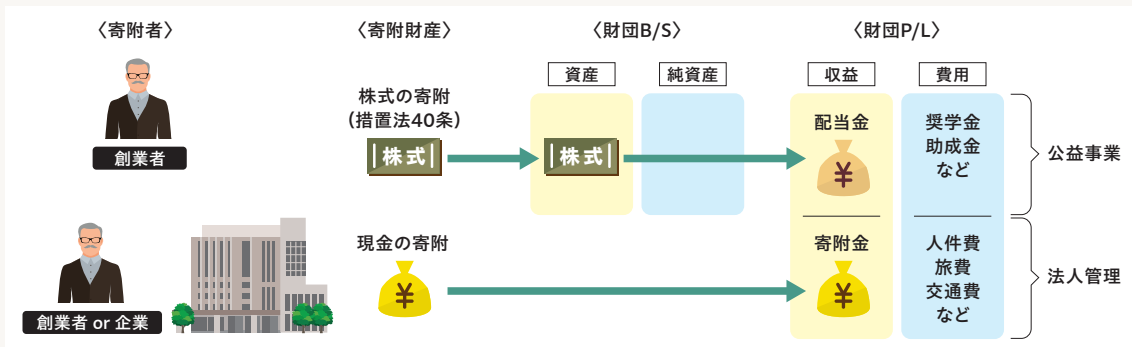 〈寄附者〉
〈寄附財産〉
〈財団B/S〉
〈財団P/L〉
資産
純資産
収益
費用
創業者
株式の寄附
(措置法40条)
株式
株式
配当金
¥
奨学金
助成金
など
公益事業
創業者 or 企業
現金の寄附
¥
寄附金
¥
人件費
旅費
交通費
など
法人管理